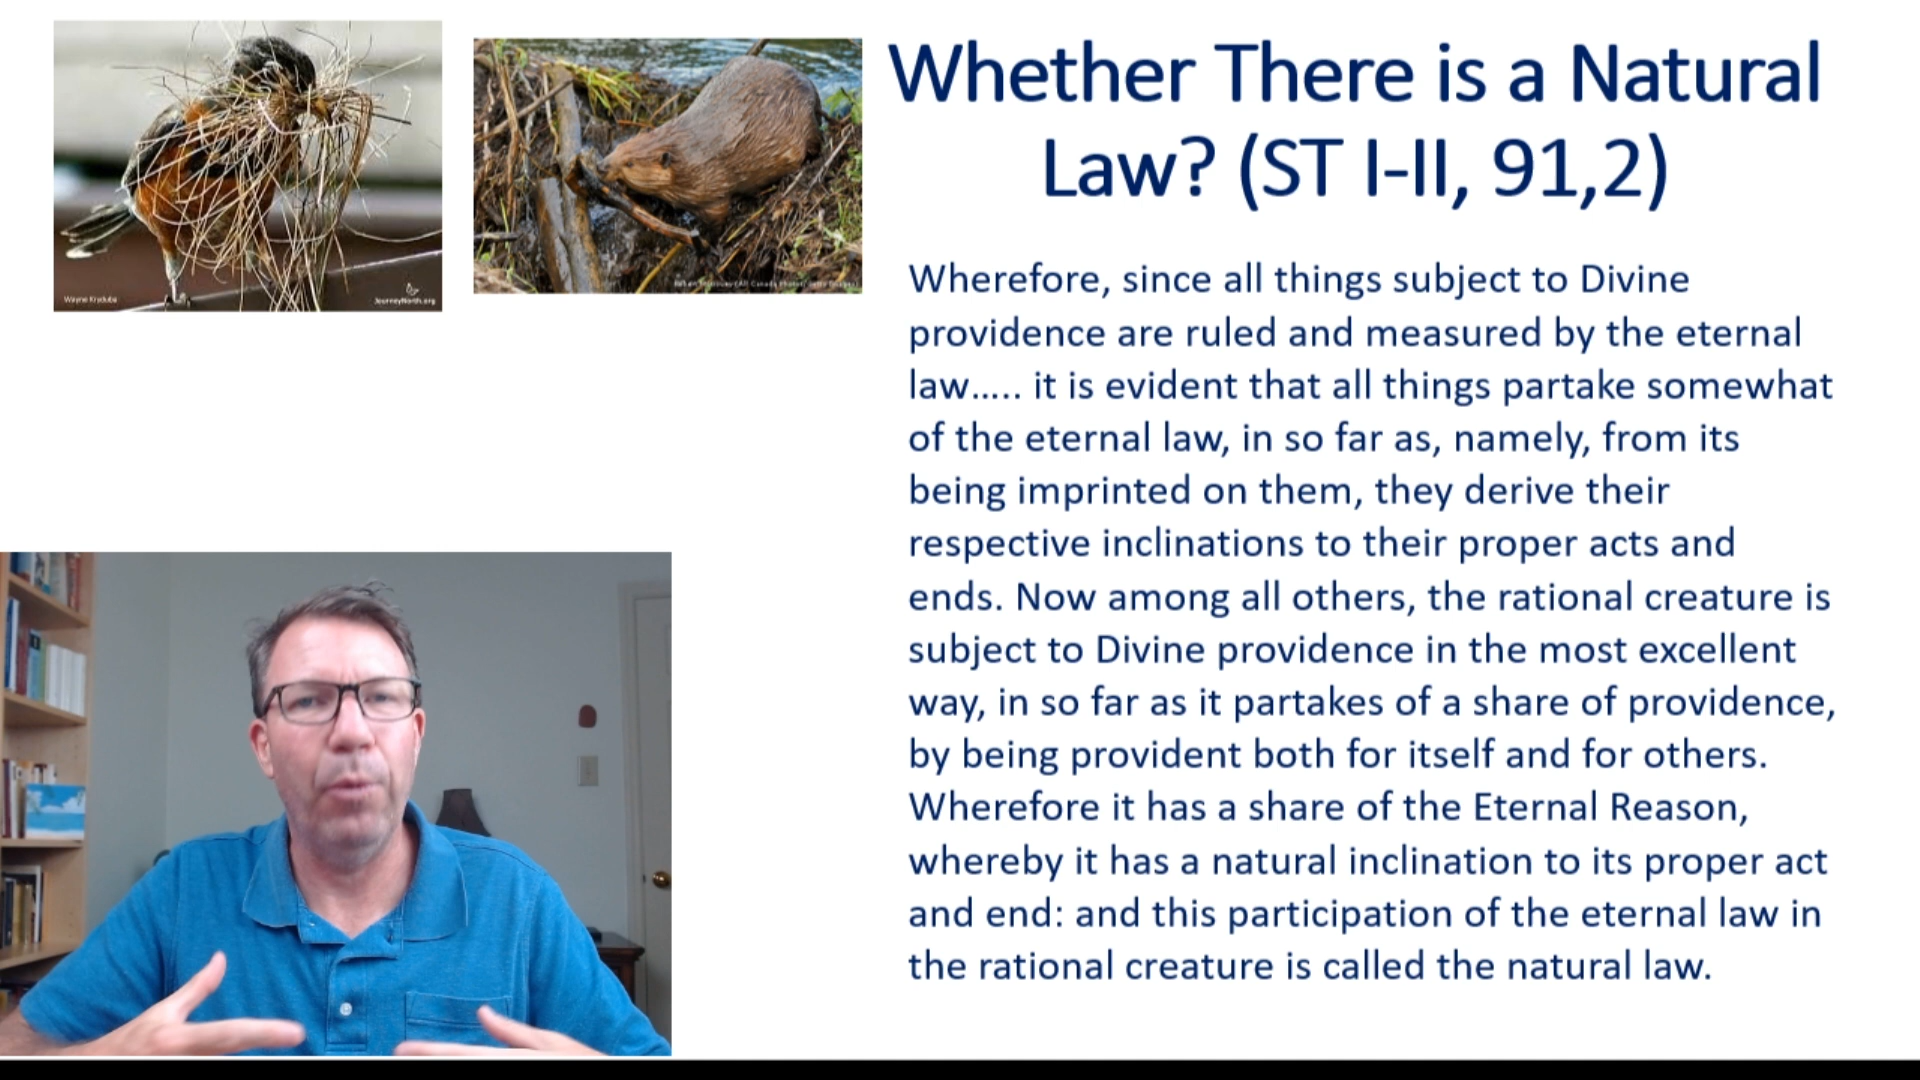 Whether There is a Natural
Law? (ST I-II, 91,2)
Wherefore, since all things subject to Divine
providence are ruled and measured by the eternal
law..... it is evident that all things partake somewhat
of the eternal law, in so far as, namely, from its
being imprinted on them, they derive their
respective inclinations to their proper acts and
ends. Now among all others, the rational creature is
subject to Divine providence in the most excellent
way, in so far as it partakes of a share of providence,
by being provident both for itself and for others.
Wherefore it has a share of the Eternal Reason,
whereby it has a natural inclination to its proper act
and end: and this participation of the eternal law in
the rational creature is called the natural law.
Wayne Kryduba
JourneyNorth.org